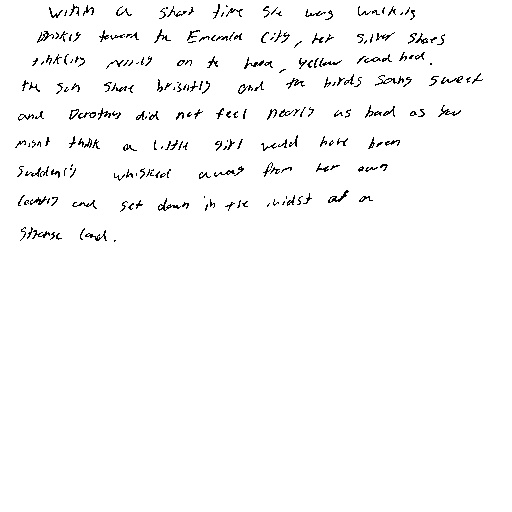 within a short time she was walking
briskly toward the Emerald City, her silver shoes
tinkling merrily on the hard, yellow road bed.
the sun shone brightly and the birds sang sweet
and Dorothy did not feel nearly as bad as you
might think a little girl would have been
suddenly whisked away from her own
country and set down in the midst of a
strange land.